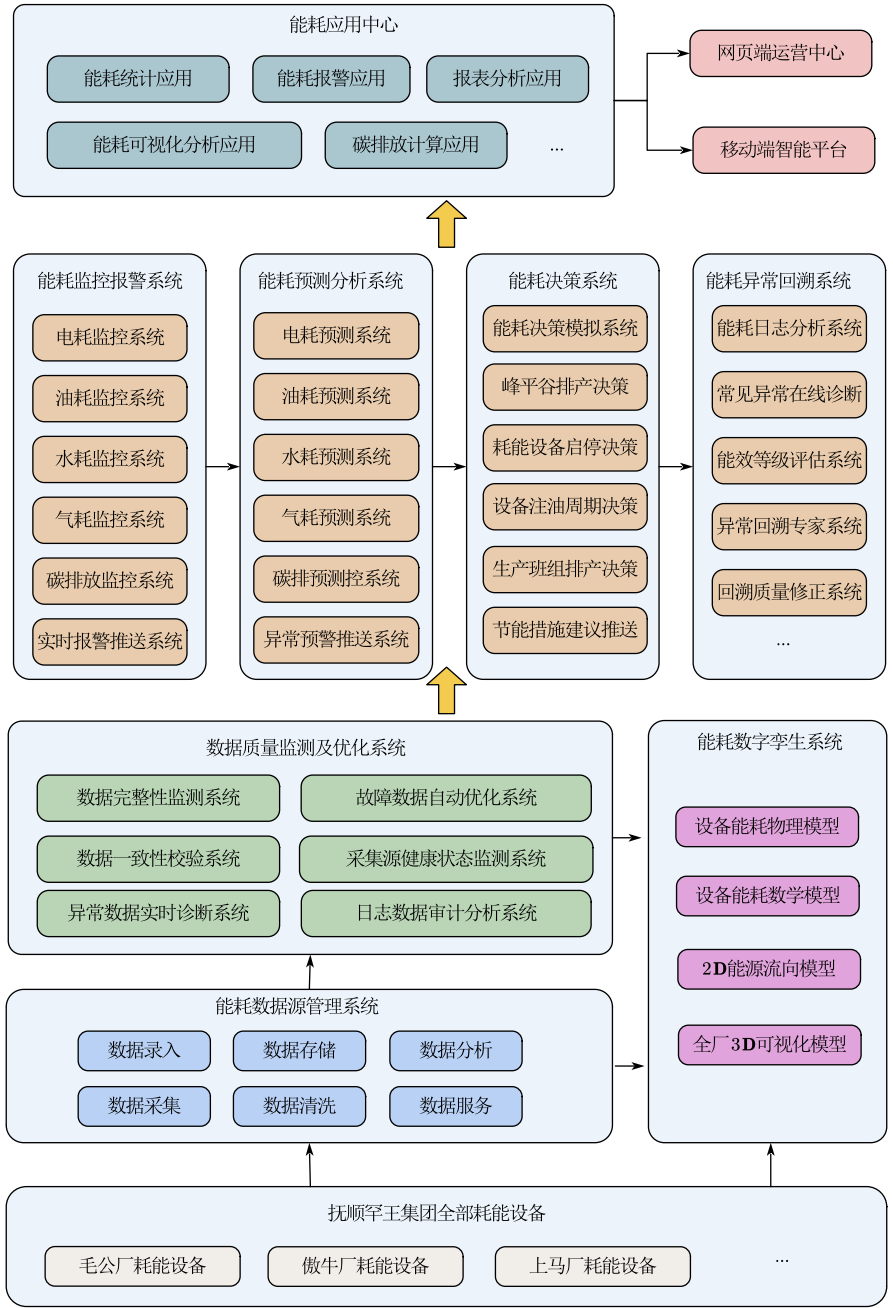 能耗应用中心
能耗统计应用
能耗报警应用
报表分析应用
能耗可视化分析应用
碳排放计算应用
...
网页端运营中心
移动端智能平台
能耗监控报警系统
电耗监控系统
油耗监控系统
水耗监控系统
气耗监控系统
碳排放监控系统
实时报警推送系统
能耗预测分析系统
电耗预测系统
油耗预测系统
水耗预测系统
气耗预测系统
碳排预测控系统
异常预警推送系统
能耗决策系统
能耗决策模拟系统
峰平谷排产决策
耗能设备启停决策
设备注油周期决策
生产班组排产决策
节能措施建议推送
能耗异常回溯系统
能耗日志分析系统
常见异常在线诊断
能效等级评估系统
异常回溯专家系统
回溯质量修正系统
...
数据质量监测及优化系统
数据完整性监测系统
故障数据自动优化系统
数据一致性校验系统
采集源健康状态监测系统
异常数据实时诊断系统
日志数据审计分析系统
能耗数字孪生系统
设备能耗物理模型
设备能耗数学模型
2D能源流向模型
全厂3D可视化模型
能耗数据源管理系统
数据录入
数据存储
数据分析
数据采集
数据清洗
数据服务
抚顺罕王集团全部耗能设备
毛公厂耗能设备
傲牛厂耗能设备
上马厂耗能设备
...